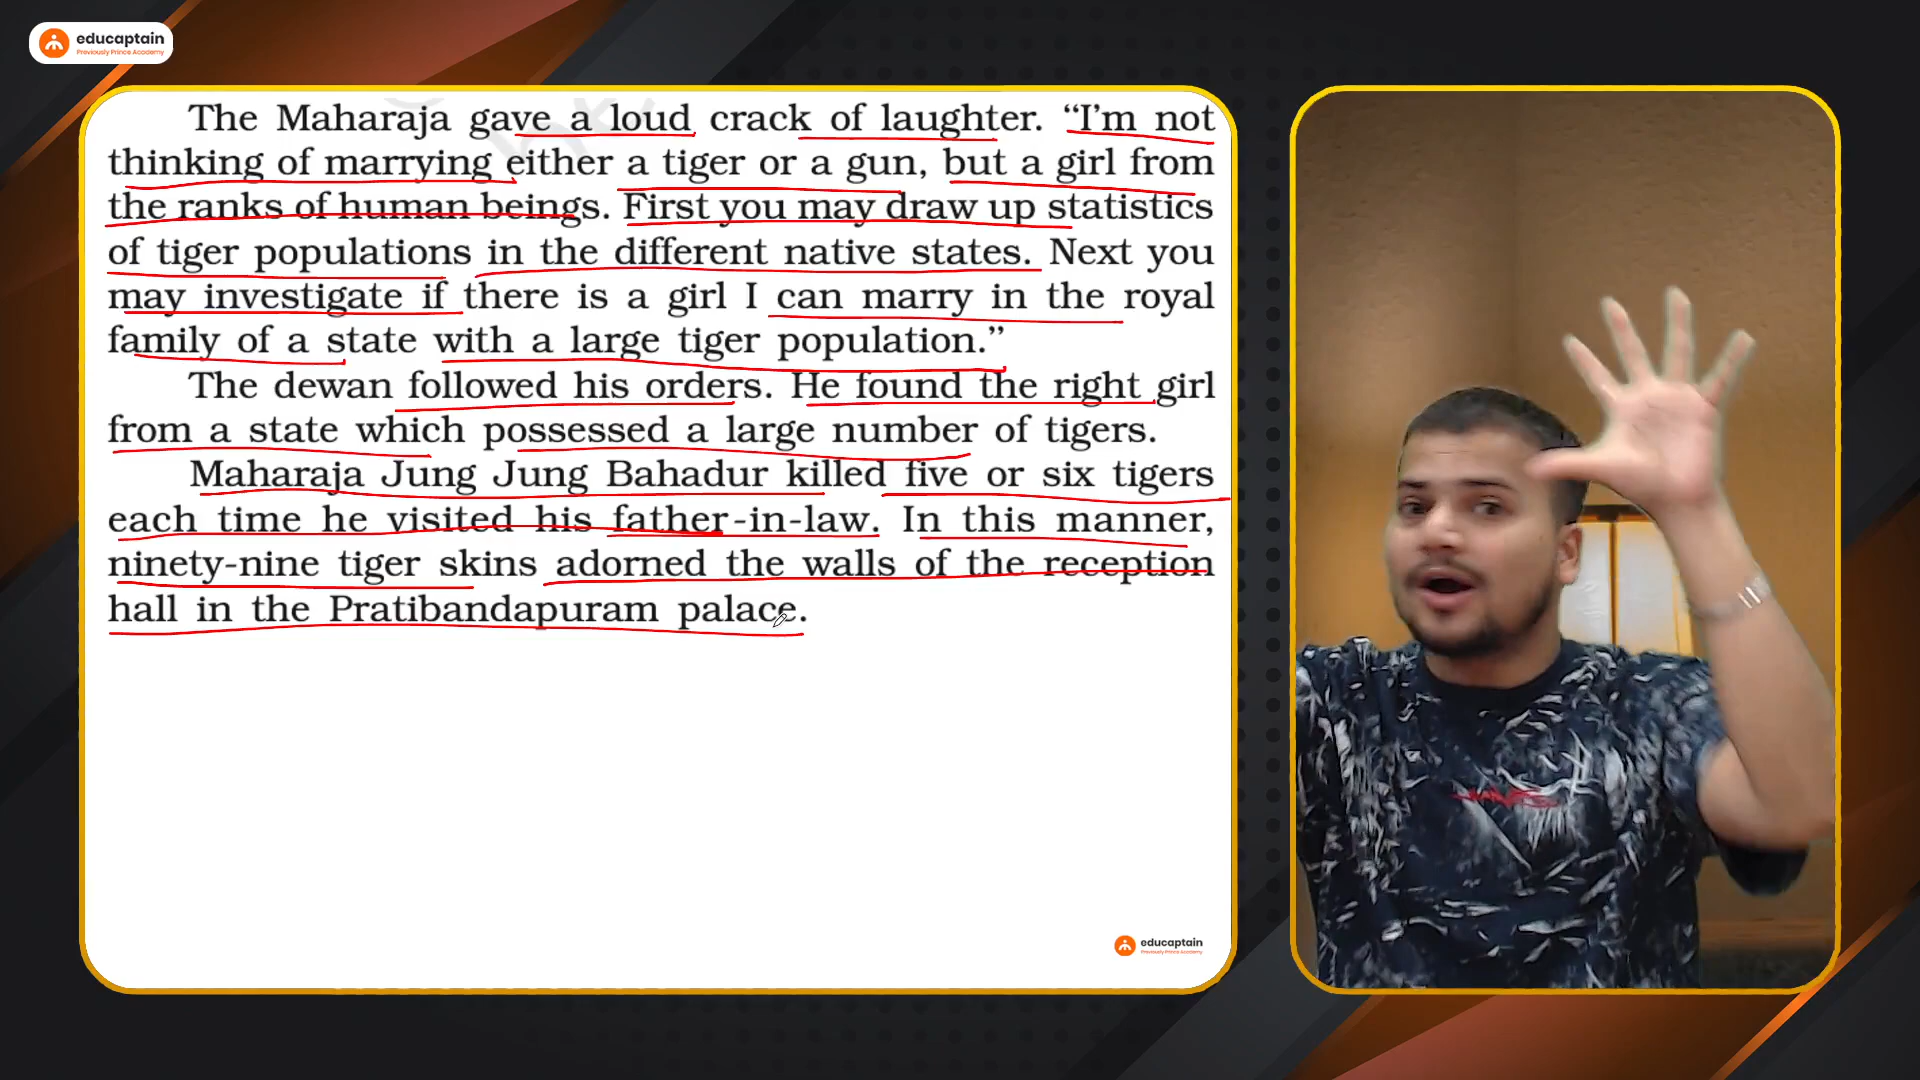 educaptain
Previously Prince Academy
The Maharaja gave a loud crack of laughter. “I’m not
thinking of marrying either a tiger or a gun, but a girl from
the ranks of human beings. First you may draw up statistics
of tiger populations in the different native states. Next you
may investigate if there is a girl I can marry in the royal
family of a state with a large tiger population.”
The dewan followed his orders. He found the right girl
from a state which possessed a large number of tigers.
Maharaja Jung Jung Bahadur killed five or six tigers
each time he visited his father-in-law. In this manner,
ninety-nine tiger skins adorned the walls of the reception
hall in the Pratibandapuram palace.
educaptain
Previously Prince Academy